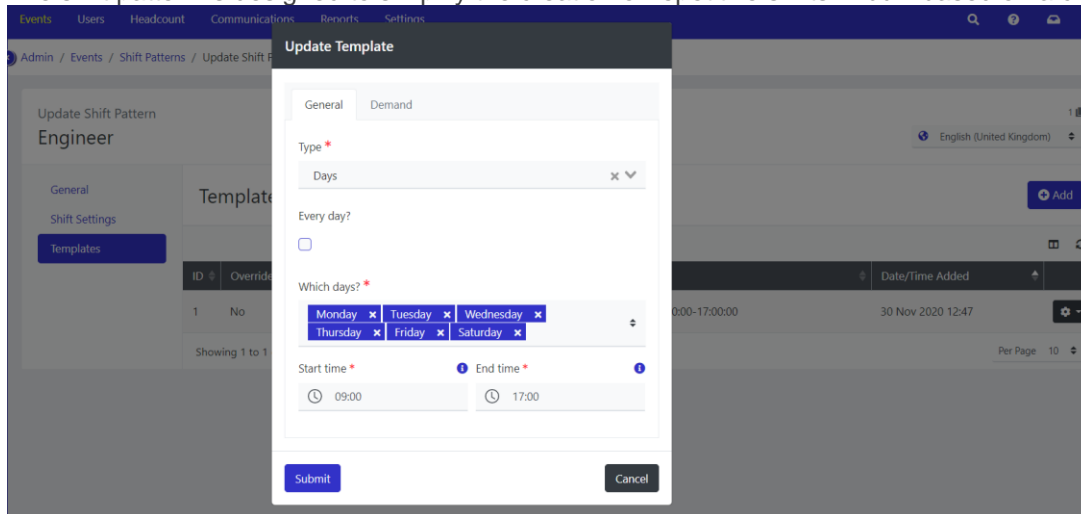 Events Users Headcount Communications Reports Settings
Admin / Events / Shift Patterns / Update Shift
Update Template
Update Shift Pattern
Engineer
1
English (United Kingdom)
General
Shift Settings
Templates
Template
Add
General Demand
Type *
Days
Every day?
Which days? *
Monday × Tuesday × Wednesday ×
Thursday × Friday × Saturday ×
Start time * End time *
09:00 17:00
ID Override Date/Time Added
1 No 0:00-17:00:00 30 Nov 2020 12:47
Showing 1 to 1 Per Page 10
Submit Cancel